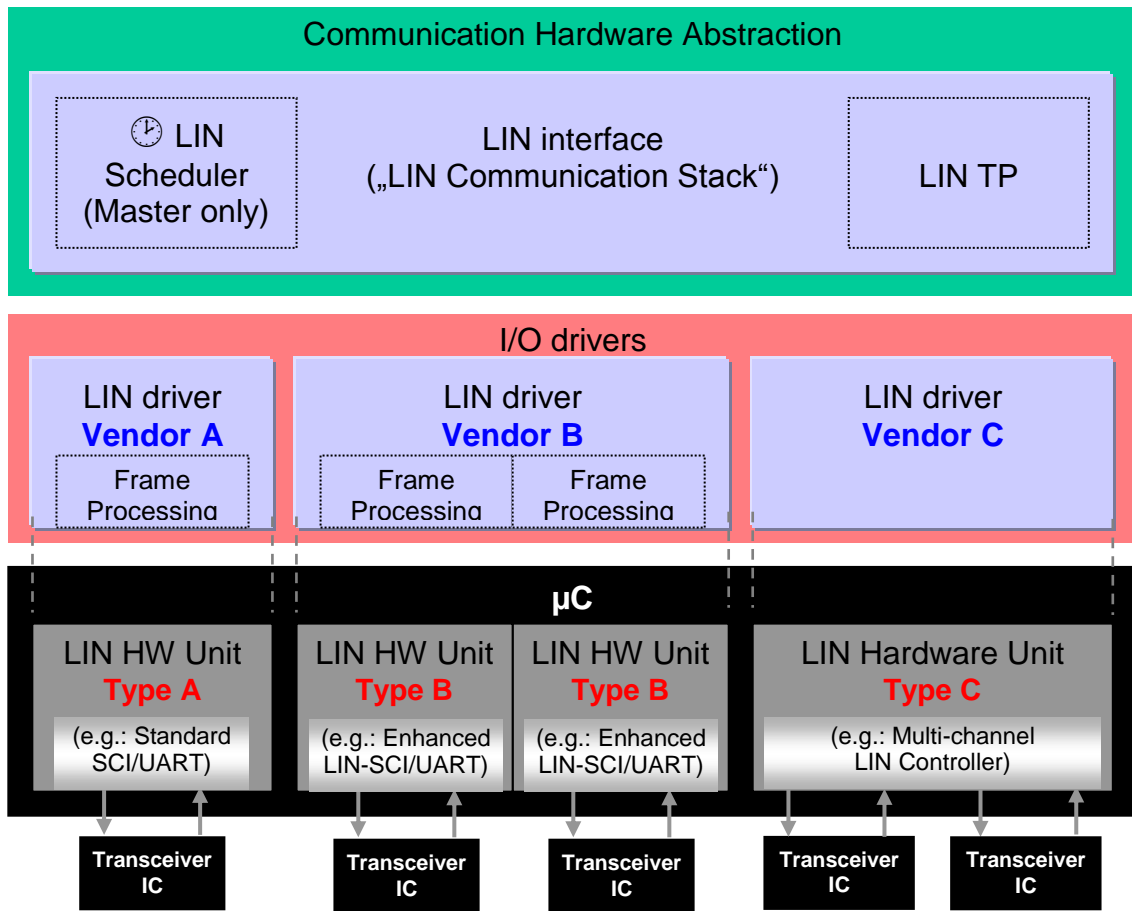 Communication Hardware Abstraction
LIN
Scheduler
(Master only)
LIN interface
(„LIN Communication Stack“)
LIN TP
I/O drivers
LIN driver
Vendor A
Frame
Processing
LIN driver
Vendor B
Frame
Processing
Frame
Processing
LIN driver
Vendor C
µC
LIN HW Unit
Type A
(e.g.: Standard
SCI/UART)
LIN HW Unit
Type B
(e.g.: Enhanced
LIN-SCI/UART)
LIN HW Unit
Type B
(e.g.: Enhanced
LIN-SCI/UART)
LIN Hardware Unit
Type C
(e.g.: Multi-channel
LIN Controller)
Transceiver
IC
Transceiver
IC
Transceiver
IC
Transceiver
IC
Transceiver
IC